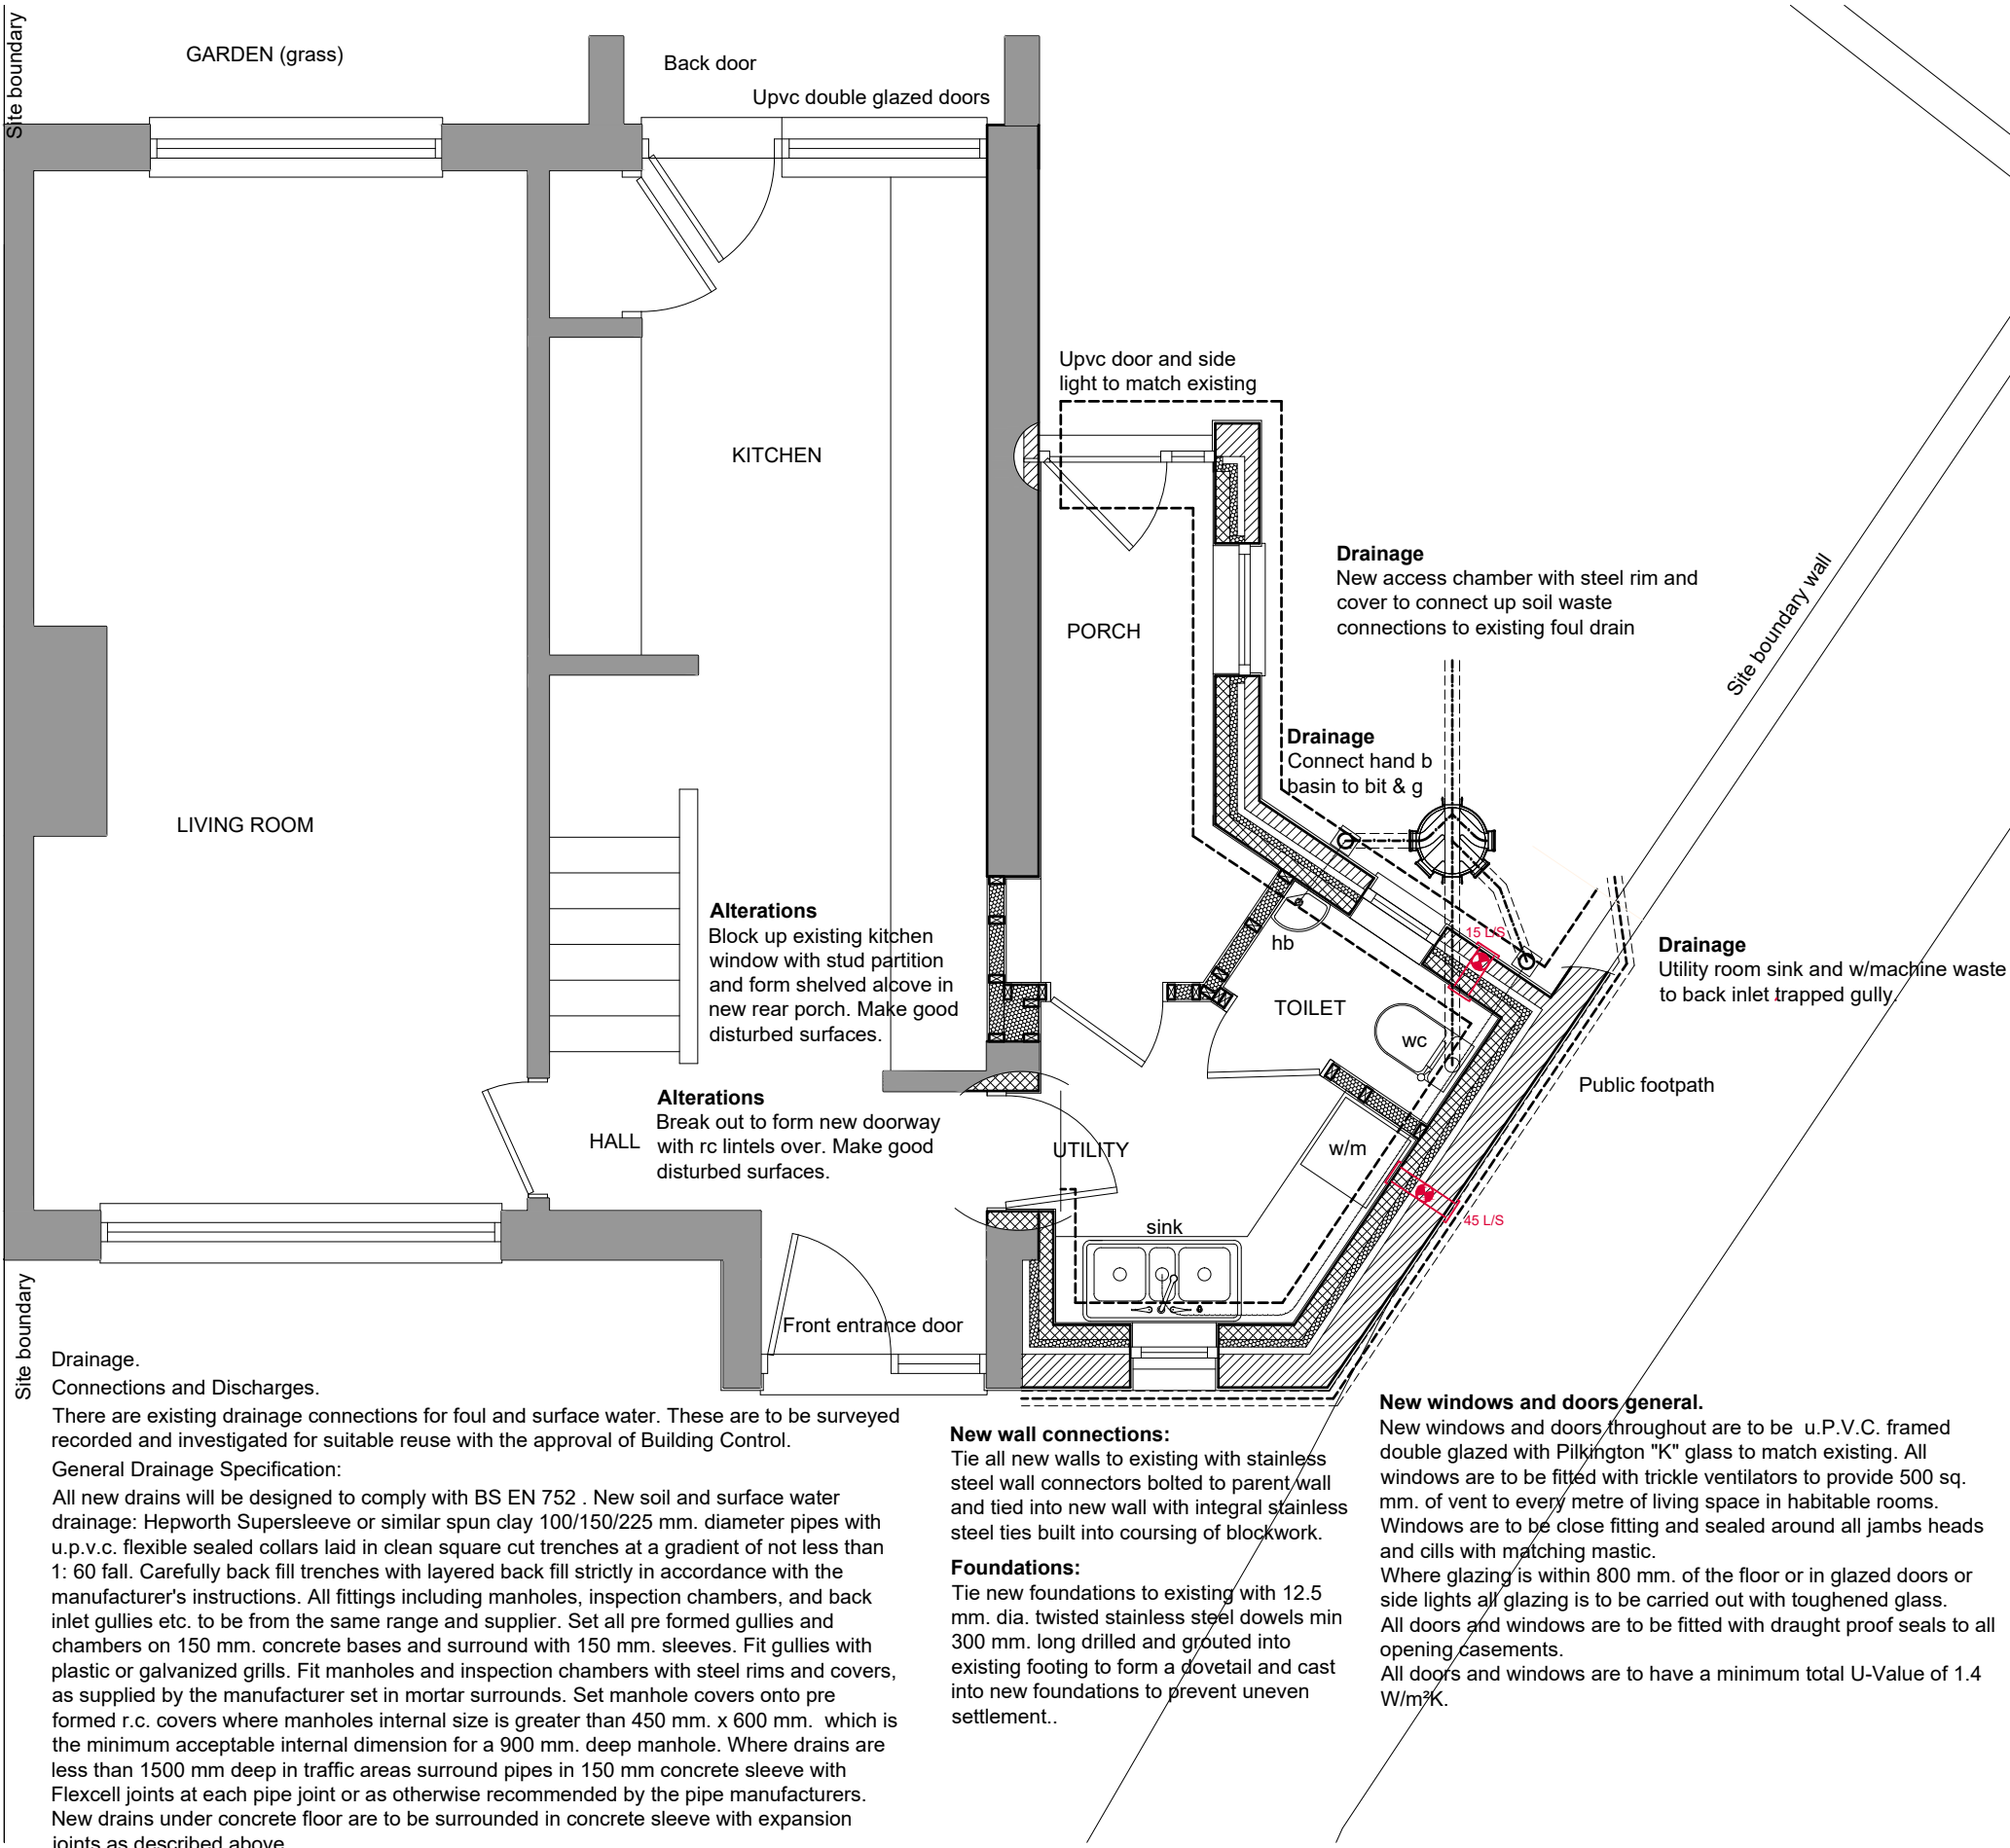 Site boundary
GARDEN (grass)
Back door
Upvc double glazed doors
Upvc door and side
light to match existing
KITCHEN
Drainage
New access chamber with steel rim and
cover to connect up soil waste
connections to existing foul drain
PORCH
Site boundary wall
Drainage
Connect hand b
basin to bit & g
LIVING ROOM
Alterations
Block up existing kitchen
window with stud partition
and form shelved alcove in
new rear porch. Make good
disturbed surfaces.
hb
15 L/S
Drainage
Utility room sink and w/machine waste
to back inlet trapped gully.
TOILET
wc
Public footpath
Alterations
Break out to form new doorway
with rc lintels over. Make good
disturbed surfaces.
HALL
UTILITY
w/m
sink
45 L/S
Front entrance door
Site boundary
Drainage.
Connections and Discharges.
There are existing drainage connections for foul and surface water. These are to be surveyed
recorded and investigated for suitable reuse with the approval of Building Control.
General Drainage Specification:
All new drains will be designed to comply with BS EN 752 . New soil and surface water
drainage: Hepworth Supersleeve or similar spun clay 100/150/225 mm. diameter pipes with
u.p.v.c. flexible sealed collars laid in clean square cut trenches at a gradient of not less than
1: 60 fall. Carefully back fill trenches with layered back fill strictly in accordance with the
manufacturer's instructions. All fittings including manholes, inspection chambers, and back
inlet gullies etc. to be from the same range and supplier. Set all pre formed gullies and
chambers on 150 mm. concrete bases and surround with 150 mm. sleeves. Fit gullies with
plastic or galvanized grills. Fit manholes and inspection chambers with steel rims and covers,
as supplied by the manufacturer set in mortar surrounds. Set manhole covers onto pre
formed r.c. covers where manholes internal size is greater than 450 mm. x 600 mm. which is
the minimum acceptable internal dimension for a 900 mm. deep manhole. Where drains are
less than 1500 mm deep in traffic areas surround pipes in 150 mm concrete sleeve with
Flexcell joints at each pipe joint or as otherwise recommended by the pipe manufacturers.
New drains under concrete floor are to be surrounded in concrete sleeve with expansion
joints as described above
New wall connections:
Tie all new walls to existing with stainless
steel wall connectors bolted to parent wall
and tied into new wall with integral stainless
steel ties built into coursing of blockwork.
Foundations:
Tie new foundations to existing with 12.5
mm. dia. twisted stainless steel dowels min
300 mm. long drilled and grouted into
existing footing to form a dovetail and cast
into new foundations to prevent uneven
settlement..
New windows and doors general.
New windows and doors throughout are to be u.P.V.C. framed
double glazed with Pilkington "K" glass to match existing. All
windows are to be fitted with trickle ventilators to provide 500 sq.
mm. of vent to every metre of living space in habitable rooms.
Windows are to be close fitting and sealed around all jambs heads
and cills with matching mastic.
Where glazing is within 800 mm. of the floor or in glazed doors or
side lights all glazing is to be carried out with toughened glass.
All doors and windows are to be fitted with draught proof seals to all
opening casements.
All doors and windows are to have a minimum total U-Value of 1.4
W/m²K.